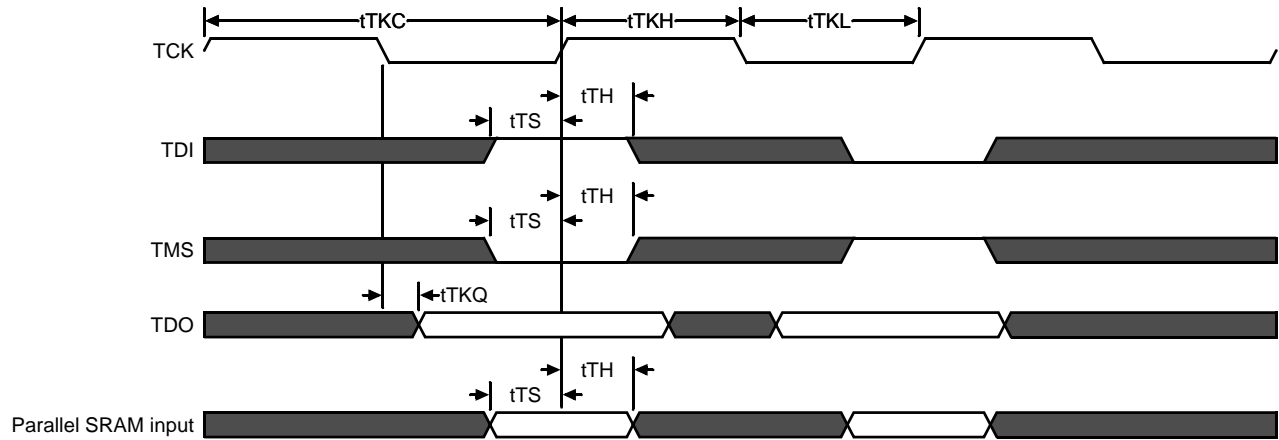 tTKC tTKH tTKL
TCK
tTH
tTS
TDI
tTH
tTS
TMS
tTKQ
TDO
tTH
tTS
Parallel SRAM input